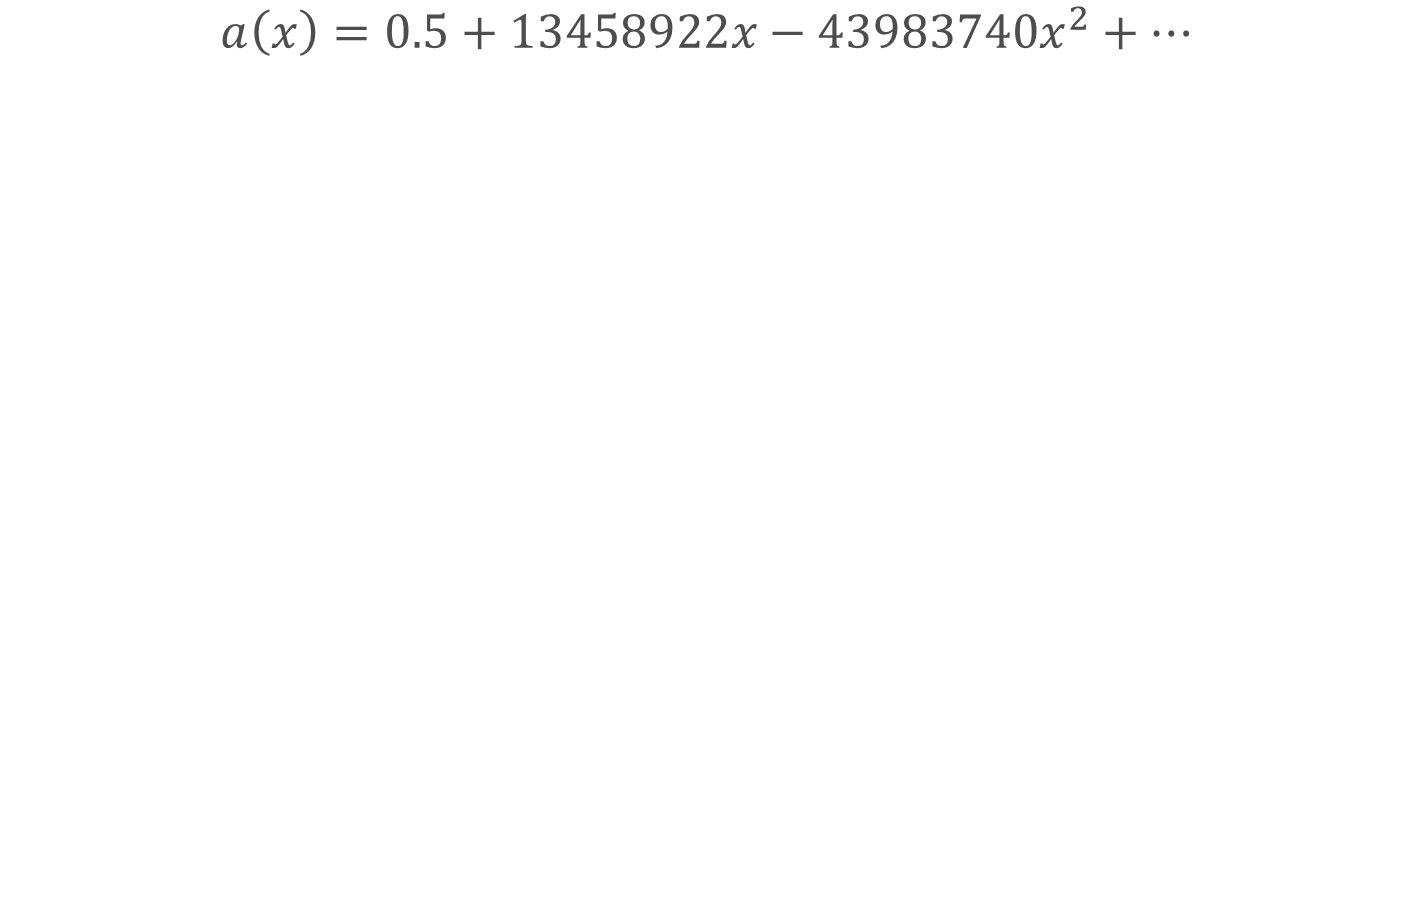 a(x) = 0.5 + 13458922x − 43983740x² + ⋯